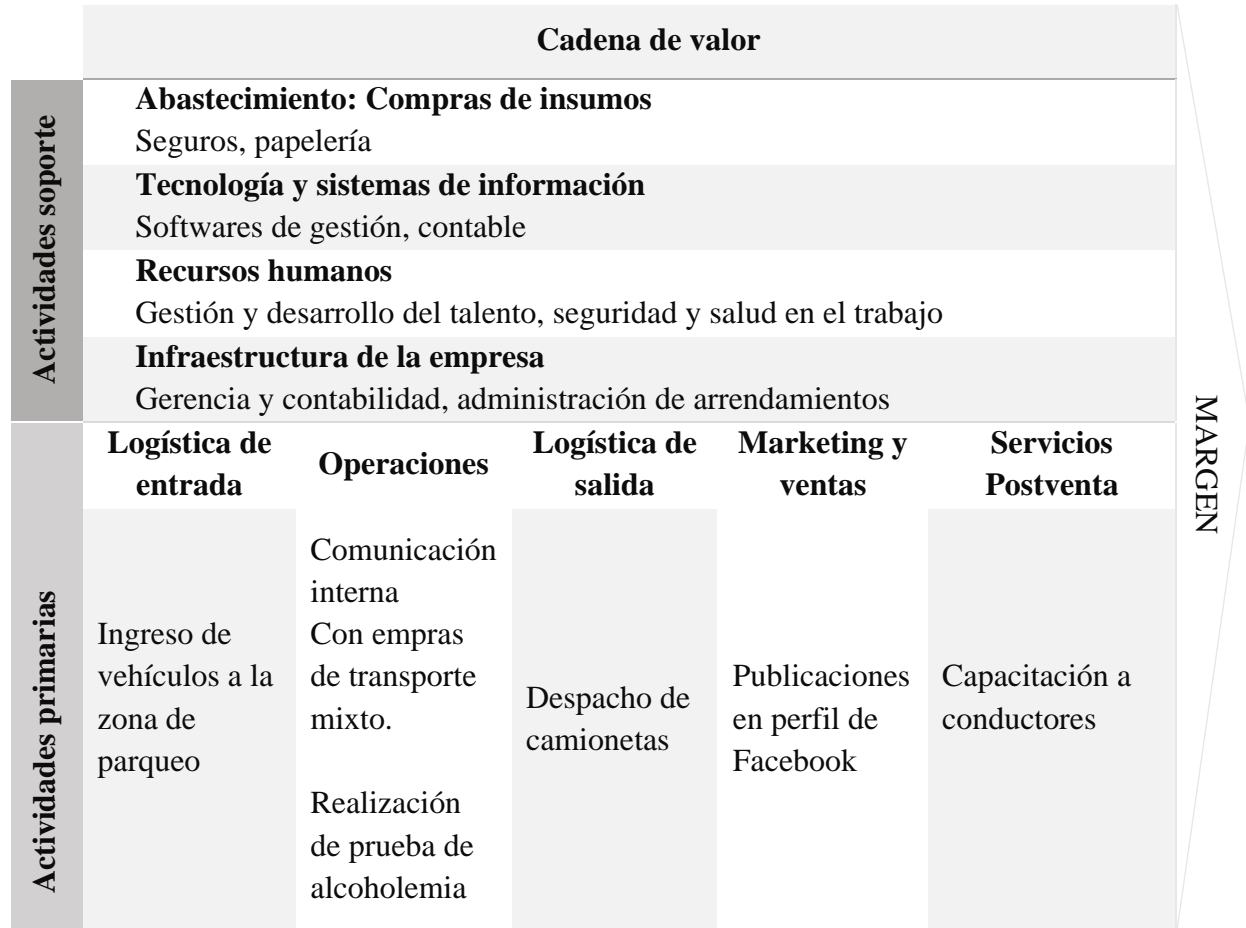 Cadena de valor
Actividades soporte
Abastecimiento: Compras de insumos
Seguros, papelería
Tecnología y sistemas de información
Softwares de gestión, contable
Recursos humanos
Gestión y desarrollo del talento, seguridad y salud en el trabajo
Infraestructura de la empresa
Gerencia y contabilidad, administración de arrendamientos
Actividades primarias
Logística de
entrada
Operaciones
Logística de
salida
Marketing y
ventas
Servicios
Postventa
Ingreso de
vehículos a la
zona de
parqueo
Comunicación
interna
Con empras
de transporte
mixto.
Realización
de prueba de
alcoholemia
Despacho de
camionetas
Publicaciones
en perfil de
Facebook
Capacitación a
conductores
MARGEN